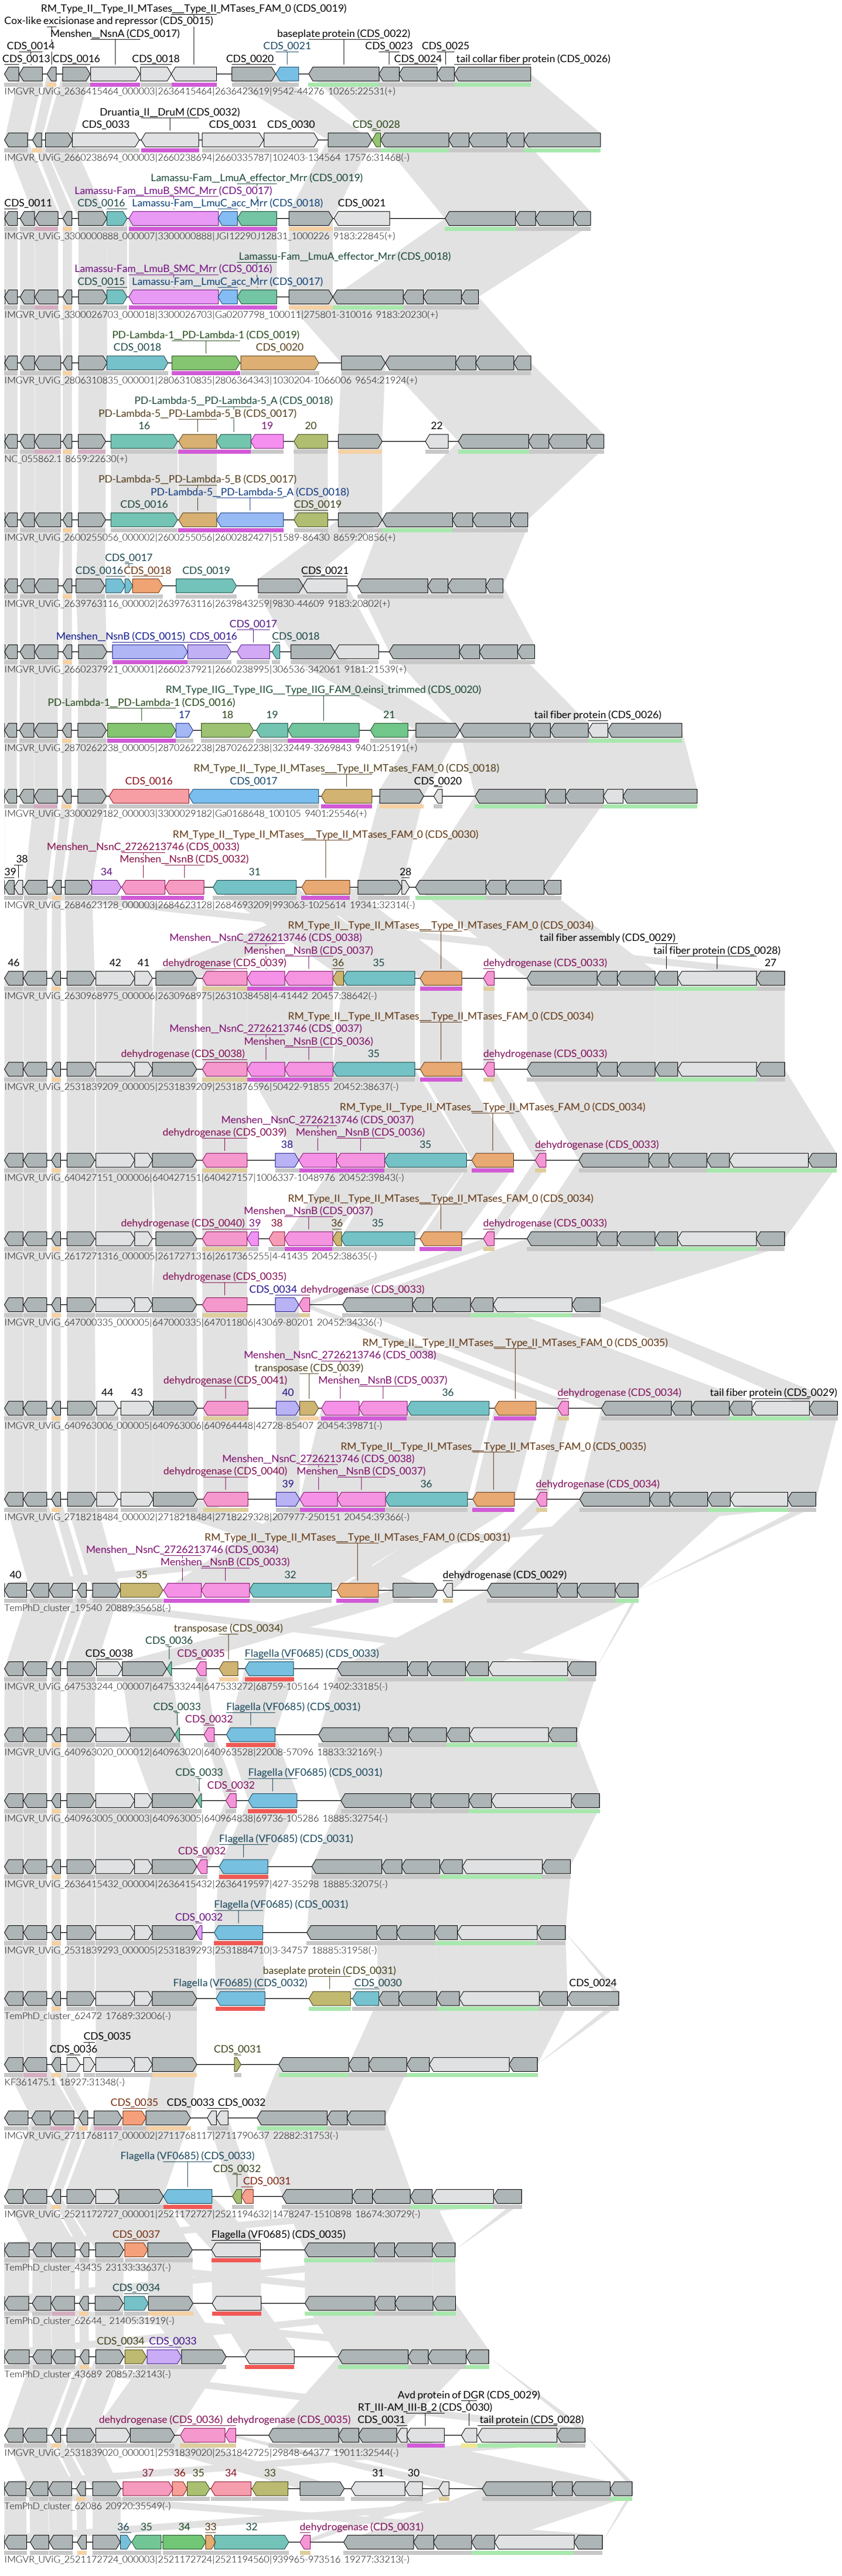 RM_Type_II__Type_II_MTases___Type_II_MTases_FAM_0 (CDS_0019)
Cox-like excisionase and repressor (CDS_0015)
Menshen__NsnA (CDS_0017) baseplate protein (CDS_0022)
CDS_0014 CDS_0021 CDS_0023 CDS_0025
CDS_0013 CDS_0016 CDS_0018 CDS_0020 CDS_0024 tail collar fiber protein (CDS_0026)
IMGVR_UViG_2636415464_000003|2636415464|2636423619|9542-44276 10265:22531(+)
Druantia_II__DruM (CDS_0032)
CDS_0033 CDS_0031 CDS_0030 CDS_0028
IMGVR_UViG_2660238694_000003|2660238694|2660335787|102403-134564 17576:31468(-)
Lamassu-Fam__LmuA_effector_Mrr (CDS_0019)
Lamassu-Fam__LmuB_SMC_Mrr (CDS_0017)
CDS_0011 CDS_0016 Lamassu-Fam__LmuC_acc_Mrr (CDS_0018) CDS_0021
IMGVR_UViG_3300000888_000007|3300000888|JGI12290J12831_1000226 9183:22845(+)
Lamassu-Fam__LmuA_effector_Mrr (CDS_0018)
Lamassu-Fam__LmuB_SMC_Mrr (CDS_0016)
CDS_0015 Lamassu-Fam__LmuC_acc_Mrr (CDS_0017)
IMGVR_UViG_3300026703_000018|3300026703|Ga0207798_100011|275801-310016 9183:20230(+)
PD-Lambda-1__PD-Lambda-1 (CDS_0019)
CDS_0018 CDS_0020
IMGVR_UViG_2806310835_000001|2806310835|2806364343|1030204-1066006 9654:21924(+)
PD-Lambda-5__PD-Lambda-5_A (CDS_0018)
PD-Lambda-5__PD-Lambda-5_B (CDS_0017)
16 19 20 22
NC_055862.1 8659:22630(+)
PD-Lambda-5__PD-Lambda-5_B (CDS_0017)
PD-Lambda-5__PD-Lambda-5_A (CDS_0018)
CDS_0016 CDS_0019
IMGVR_UViG_2600255056_000002|2600255056|2600282427|51589-86430 8659:20856(+)
CDS_0017
CDS_0016 CDS_0018 CDS_0019 CDS_0021
IMGVR_UViG_2639763116_000002|2639763116|2639843259|9830-44609 9183:20802(+)
CDS_0017
Menshen__NsnB (CDS_0015) CDS_0016 CDS_0018
IMGVR_UViG_2660237921_000001|2660237921|2660238995|306536-342061 9181:21539(+)
RM_Type_IIG__Type_IIG___Type_IIG_FAM_0.einsi_trimmed (CDS_0020)
PD-Lambda-1__PD-Lambda-1 (CDS_0016)
17 18 19 21 tail fiber protein (CDS_0026)
IMGVR_UViG_2870262238_000005|2870262238|2870262238|3232449-3269843 9401:25191(+)
RM_Type_II__Type_II_MTases___Type_II_MTases_FAM_0 (CDS_0018)
CDS_0016 CDS_0017 CDS_0020
IMGVR_UViG_3300029182_000003|3300029182|Ga0168648_100105 9401:25546(+)
RM_Type_II__Type_II_MTases___Type_II_MTases_FAM_0 (CDS_0030)
Menshen__NsnC_2726213746 (CDS_0033)
38 Menshen__NsnB (CDS_0032)
39 34 31 28
IMGVR_UViG_2684623128_000003|2684623128|2684693209|993063-1025614 19341:32314(-)
RM_Type_II__Type_II_MTases___Type_II_MTases_FAM_0 (CDS_0034)
Menshen__NsnC_2726213746 (CDS_0038) tail fiber assembly (CDS_0029)
Menshen__NsnB (CDS_0037) tail fiber protein (CDS_0028)
46 42 41 dehydrogenase (CDS_0039) 36 35 dehydrogenase (CDS_0033) 27
IMGVR_UViG_2630968975_000006|2630968975|2631038458|4-41442 20457:38642(-)
RM_Type_II__Type_II_MTases___Type_II_MTases_FAM_0 (CDS_0034)
Menshen__NsnC_2726213746 (CDS_0037)
Menshen__NsnB (CDS_0036)
dehydrogenase (CDS_0038) 35 dehydrogenase (CDS_0033)
IMGVR_UViG_2531839209_000005|2531839209|2531876596|50422-91855 20452:38637(-)
RM_Type_II__Type_II_MTases___Type_II_MTases_FAM_0 (CDS_0034)
Menshen__NsnC_2726213746 (CDS_0037)
dehydrogenase (CDS_0039) Menshen__NsnB (CDS_0036)
38 35 dehydrogenase (CDS_0033)
IMGVR_UViG_640427151_000006|640427151|640427157|1006337-1048976 20452:39843(-)
RM_Type_II__Type_II_MTases___Type_II_MTases_FAM_0 (CDS_0034)
Menshen__NsnB (CDS_0037)
dehydrogenase (CDS_0040) 39 38 36 35 dehydrogenase (CDS_0033)
IMGVR_UViG_2617271316_000005|2617271316|2617365255|4-41435 20452:38635(-)
dehydrogenase (CDS_0035)
CDS_0034 dehydrogenase (CDS_0033)
IMGVR_UViG_647000335_000005|647000335|647011806|43069-80201 20452:34336(-)
RM_Type_II__Type_II_MTases___Type_II_MTases_FAM_0 (CDS_0035)
Menshen__NsnC_2726213746 (CDS_0038)
transposase (CDS_0039)
dehydrogenase (CDS_0041) Menshen__NsnB (CDS_0037)
44 43 40 36 dehydrogenase (CDS_0034) tail fiber protein (CDS_0029)
IMGVR_UViG_640963006_000005|640963006|640964448|42728-85407 20454:39871(-)
RM_Type_II__Type_II_MTases___Type_II_MTases_FAM_0 (CDS_0035)
Menshen__NsnC_2726213746 (CDS_0038)
dehydrogenase (CDS_0040) Menshen__NsnB (CDS_0037)
39 36 dehydrogenase (CDS_0034)
IMGVR_UViG_2718218484_000002|2718218484|2718229328|207977-250151 20454:39366(-)
RM_Type_II__Type_II_MTases___Type_II_MTases_FAM_0 (CDS_0031)
Menshen__NsnC_2726213746 (CDS_0034)
Menshen__NsnB (CDS_0033)
40 35 32 dehydrogenase (CDS_0029)
TemPhD_cluster_19540 20889:35658(-)
transposase (CDS_0034)
CDS_0036
CDS_0038 CDS_0035 Flagella (VF0685) (CDS_0033)
IMGVR_UViG_647533244_000007|647533244|647533272|68759-105164 19402:33185(-)
CDS_0033 Flagella (VF0685) (CDS_0031)
CDS_0032
IMGVR_UViG_640963020_000012|640963020|640963528|22008-57096 18833:32169(-)
CDS_0033 Flagella (VF0685) (CDS_0031)
CDS_0032
IMGVR_UViG_640963005_000003|640963005|640964838|69736-105286 18885:32754(-)
Flagella (VF0685) (CDS_0031)
CDS_0032
IMGVR_UViG_2636415432_000004|2636415432|2636419597|427-35298 18885:32075(-)
Flagella (VF0685) (CDS_0031)
CDS_0032
IMGVR_UViG_2531839293_000005|2531839293|2531884710|3-34757 18885:31958(-)
baseplate protein (CDS_0031)
Flagella (VF0685) (CDS_0032) CDS_0030 CDS_0024
TemPhD_cluster_62472 17689:32006(-)
CDS_0035
CDS_0036 CDS_0031
KF361475.1 18927:31348(-)
CDS_0035 CDS_0033 CDS_0032
IMGVR_UViG_2711768117_000002|2711768117|2711790637 22882:31753(-)
Flagella (VF0685) (CDS_0033)
CDS_0032
CDS_0031
IMGVR_UViG_2521172727_000001|2521172727|2521194632|1478247-1510898 18674:30729(-)
CDS_0037 Flagella (VF0685) (CDS_0035)
TemPhD_cluster_43435 23133:33637(-)
CDS_0034
TemPhD_cluster_62644_ 21405:31919(-)
CDS_0034 CDS_0033
TemPhD_cluster_43689 20857:32143(-)
Avd protein of DGR (CDS_0029)
RT_III-AM_III-B_2 (CDS_0030)
dehydrogenase (CDS_0036) dehydrogenase (CDS_0035) CDS_0031 tail protein (CDS_0028)
IMGVR_UViG_2531839020_000001|2531839020|2531842725|29848-64377 19011:32544(-)
37 36 35 34 33 31 30
TemPhD_cluster_62086 20920:35549(-)
36 35 34 33 32 dehydrogenase (CDS_0031)
IMGVR_UViG_2521172724_000003|2521172724|2521194560|939965-973516 19277:33213(-)